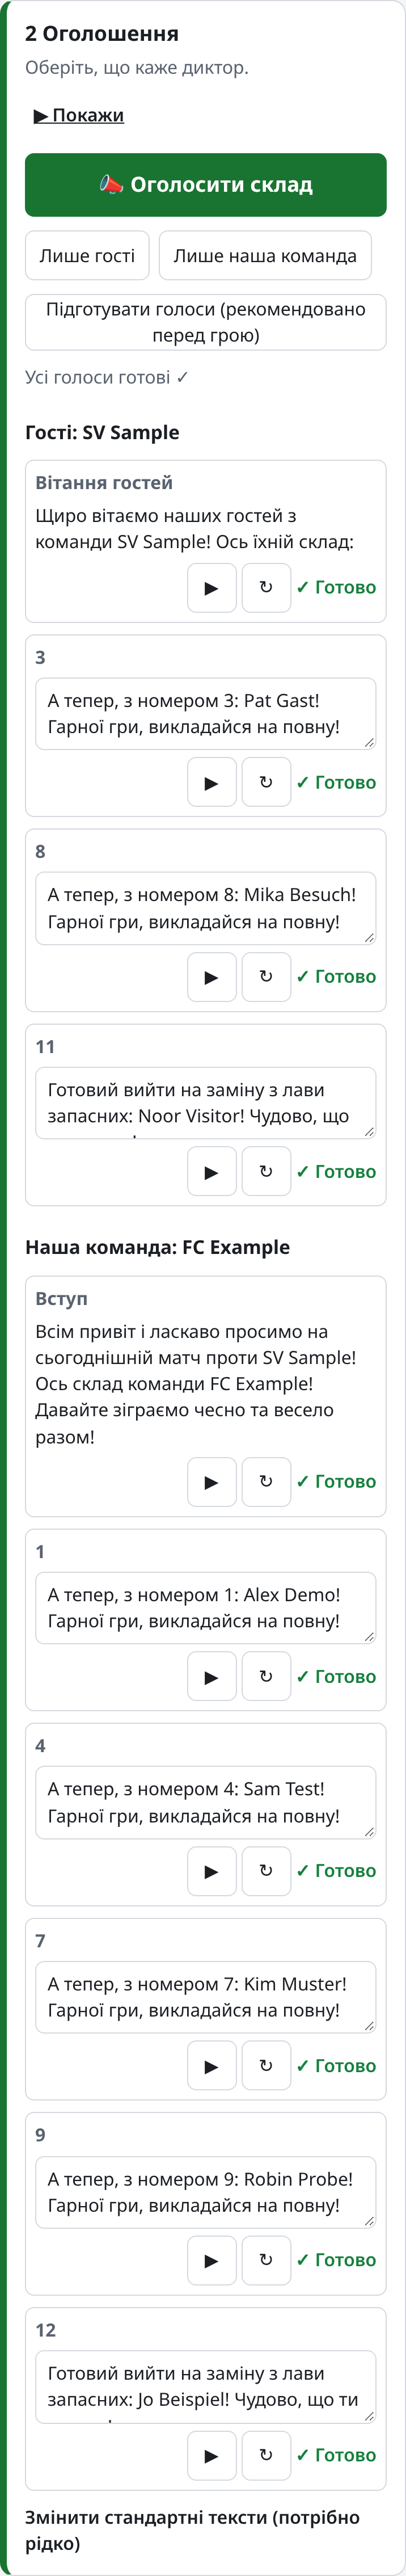 2 Оголошення
Оберіть, що каже диктор.
▶ Покажи
📣 Оголосити склад
Лише гості
Лише наша команда
Підготувати голоси (рекомендовано
перед грою)
Усі голоси готові ✓
Гості: SV Sample
Вітання гостей
Щиро вітаємо наших гостей з
команди SV Sample! Ось їхній склад:
▶ ↻ ✓ Готово
3
А тепер, з номером 3: Pat Gast!
Гарної гри, викладайся на повну!
▶ ↻ ✓ Готово
8
А тепер, з номером 8: Mika Besuch!
Гарної гри, викладайся на повну!
▶ ↻ ✓ Готово
11
Готовий вийти на заміну з лави
запасних: Noor Visitor! Чудово, що
▶ ↻ ✓ Готово
Наша команда: FC Example
Вступ
Всім привіт і ласкаво просимо на
сьогоднішній матч проти SV Sample!
Ось склад команди FC Example!
Давайте зіграємо чесно та весело
разом!
▶ ↻ ✓ Готово
1
А тепер, з номером 1: Alex Demo!
Гарної гри, викладайся на повну!
▶ ↻ ✓ Готово
4
А тепер, з номером 4: Sam Test!
Гарної гри, викладайся на повну!
▶ ↻ ✓ Готово
7
А тепер, з номером 7: Kim Muster!
Гарної гри, викладайся на повну!
▶ ↻ ✓ Готово
9
А тепер, з номером 9: Robin Probe!
Гарної гри, викладайся на повну!
▶ ↻ ✓ Готово
12
Готовий вийти на заміну з лави
запасних: Jo Beispiel! Чудово, що ти
▶ ↻ ✓ Готово
Змінити стандартні тексти (потрібно
рідко)